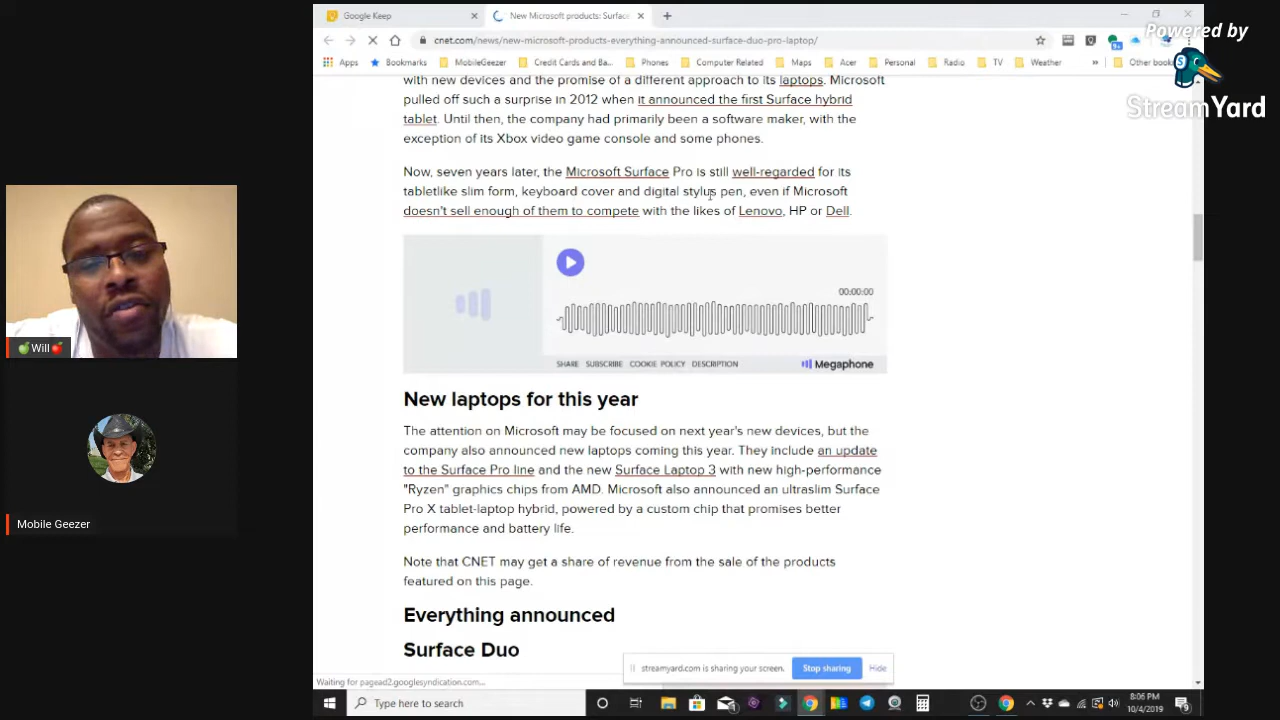 Google Keep
New Microsoft products: Surfac
cnet.com/news/new-microsoft-products-everything-announced-surface-duo-pro-laptop/
Powered by
StreamYard
Apps
Bookmarks
MobileGeezer
Credit Cards and Ba...
Phones
Computer Related
Maps
Acer
Personal
Radio
TV
Weather
»
Other book
with new devices and the promise of a different approach to its laptops. Microsoft
pulled off such a surprise in 2012 when it announced the first Surface hybrid
tablet. Until then, the company had primarily been a software maker, with the
exception of its Xbox video game console and some phones.
Now, seven years later, the Microsoft Surface Pro is still well-regarded for its
tabletlike slim form, keyboard cover and digital stylus pen, even if Microsoft
doesn't sell enough of them to compete with the likes of Lenovo, HP or Dell.
00:00:00
SHARE SUBSCRIBE COOKIE POLICY DESCRIPTION
Megaphone
New laptops for this year
The attention on Microsoft may be focused on next year's new devices, but the
company also announced new laptops coming this year. They include an update
to the Surface Pro line and the new Surface Laptop 3 with new high-performance
"Ryzen" graphics chips from AMD. Microsoft also announced an ultraslim Surface
Pro X tablet-laptop hybrid, powered by a custom chip that promises better
performance and battery life.
Note that CNET may get a share of revenue from the sale of the products
featured on this page.
Everything announced
Surface Duo
streamyard.com is sharing your screen.
Stop sharing
Hide
Waiting for pagead2.googlesyndication.com...
Type here to search
8:06 PM
10/4/2019
🍏Will🍎
Mobile Geezer